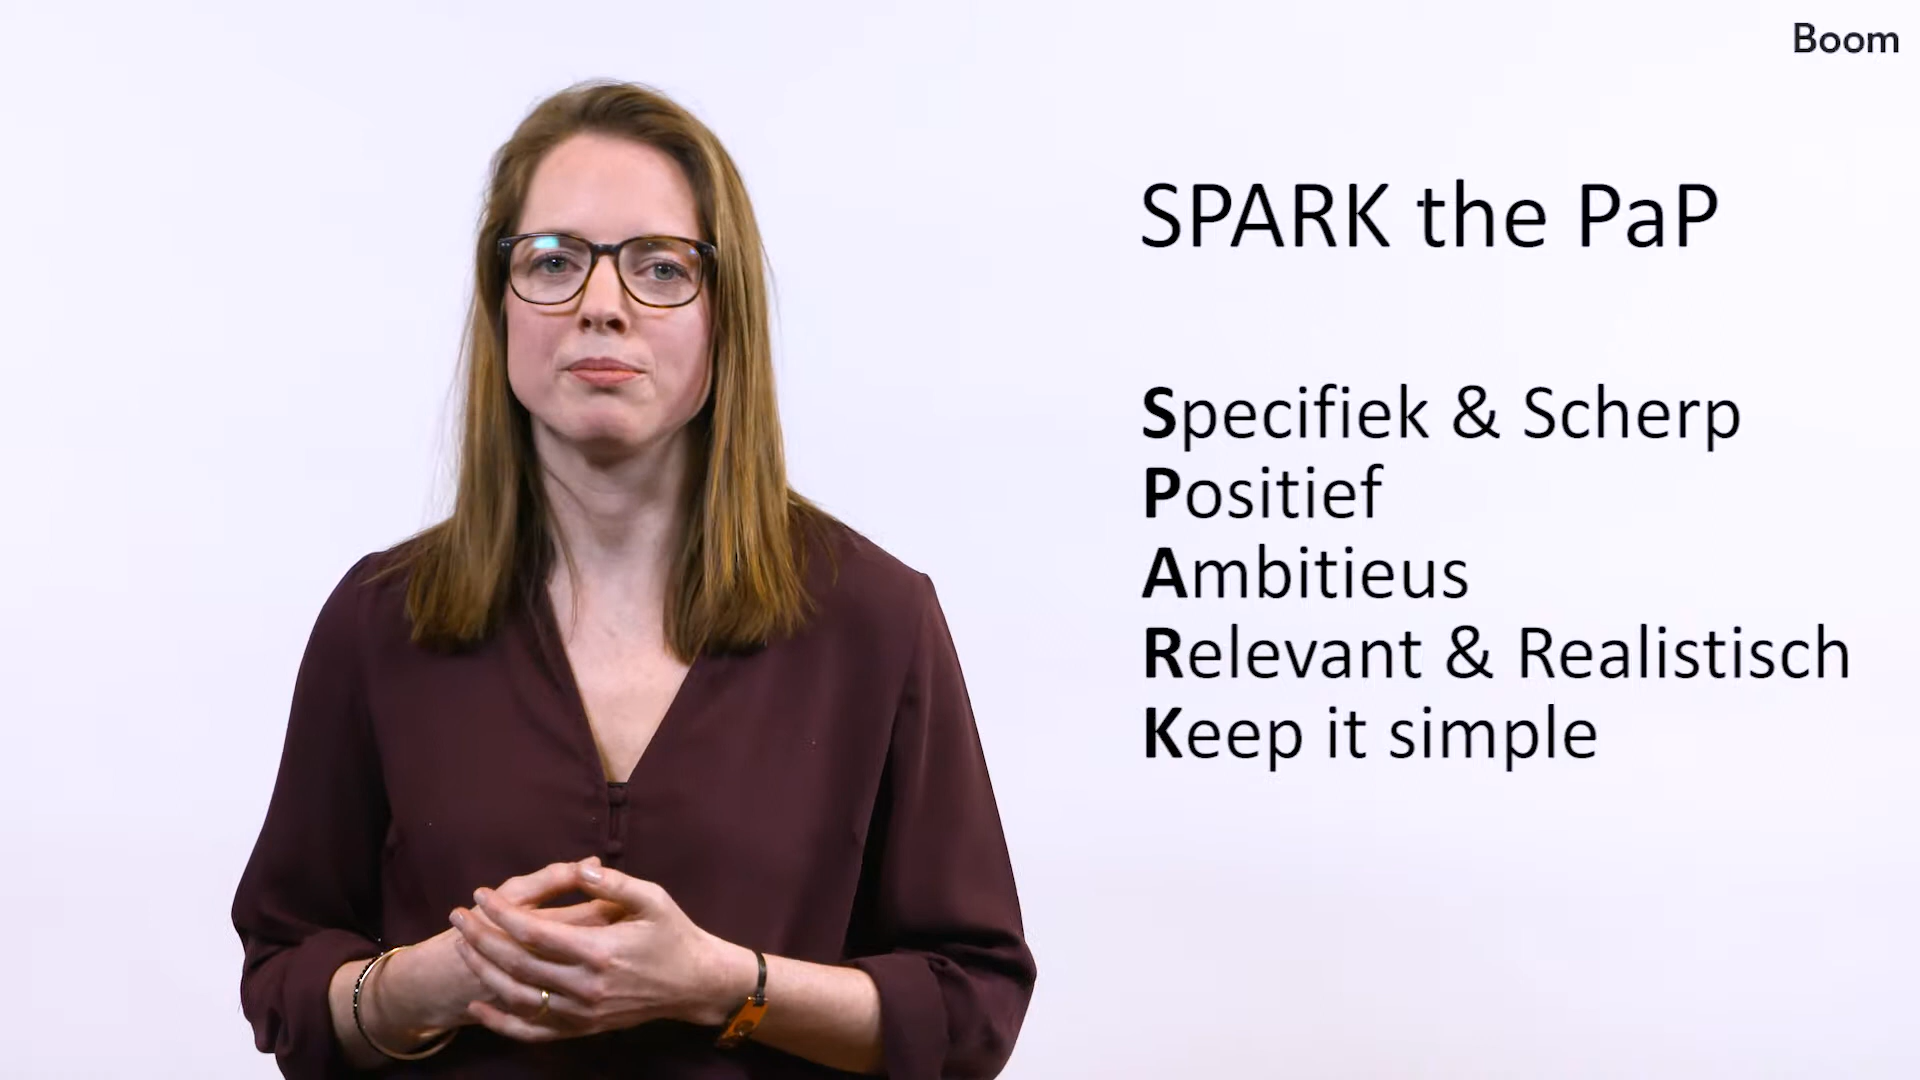 Boom
SPARK the PaP
Specifiek & Scherp
Positief
Ambitieus
Relevant & Realistisch
Keep it simple